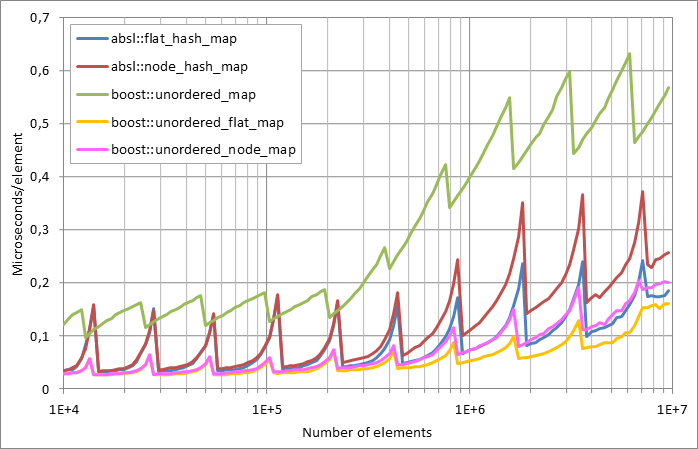 0,7
0,6
0,5
0,4
0,3
0,2
0,1
0
Microseconds/element
absl::flat_hash_map
absl::node_hash_map
boost::unordered_map
boost::unordered_flat_map
boost::unordered_node_map
1E+4
1E+5
1E+6
1E+7
Number of elements